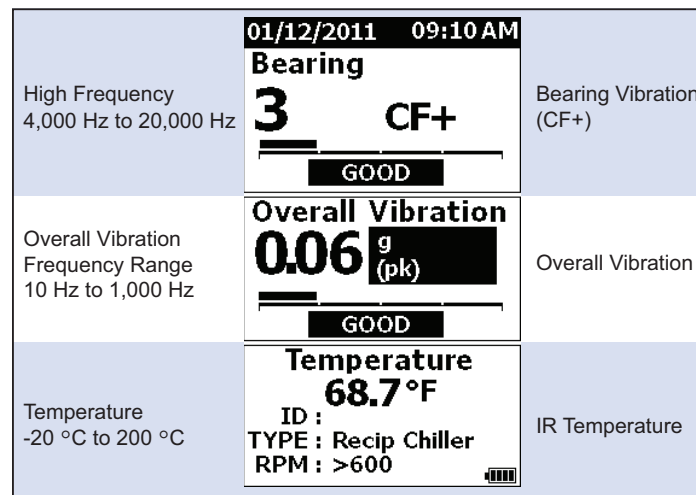 01/12/2011 09:10 AM
Bearing
High Frequency
4,000 Hz to 20,000 Hz
3 CF+
GOOD
Bearing Vibration
(CF+)
Overall Vibration
Frequency Range
10 Hz to 1,000 Hz
Overall Vibration
0.06 g
(pk)
GOOD
Overall Vibration
Temperature
-20 °C to 200 °C
Temperature
68.7°F
ID :
TYPE : Recip Chiller
RPM : >600
IR Temperature